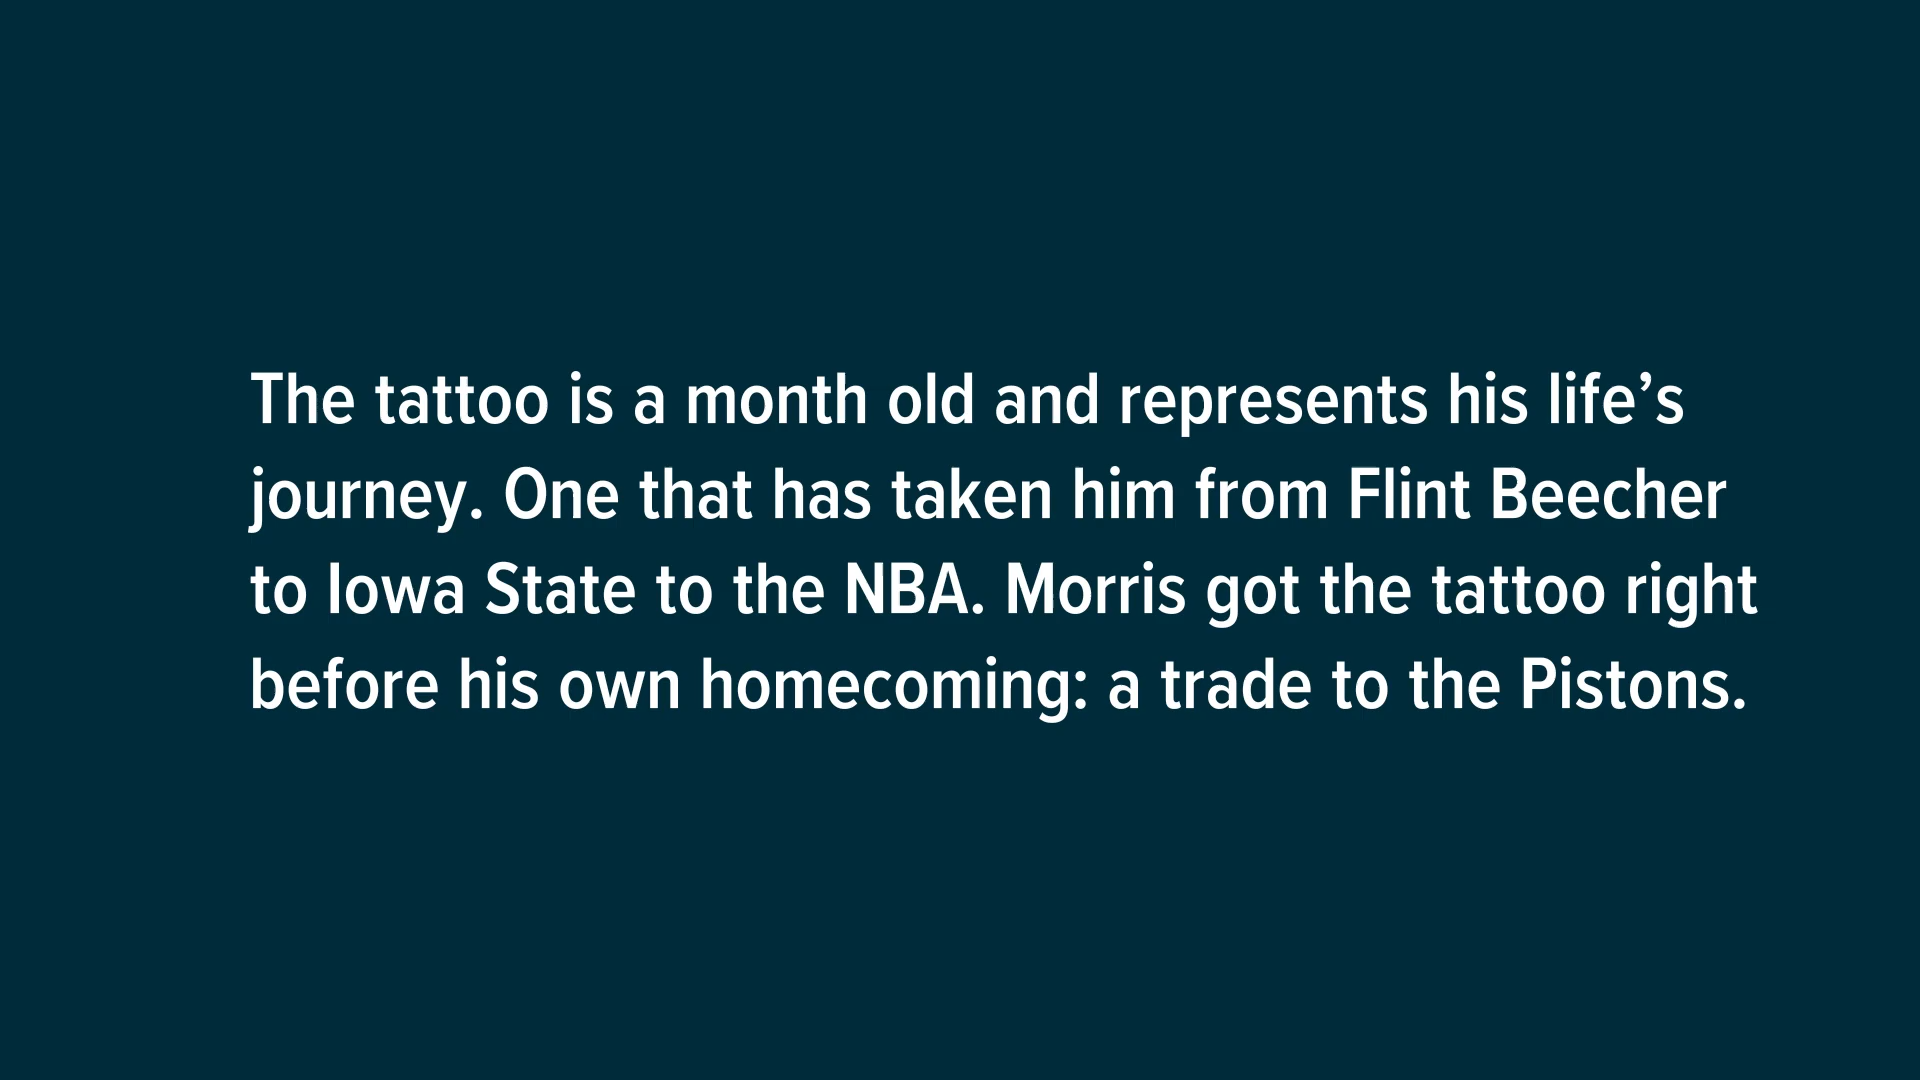 The tattoo is a month old and represents his life’s
journey. One that has taken him from Flint Beecher
to Iowa State to the NBA. Morris got the tattoo right
before his own homecoming: a trade to the Pistons.